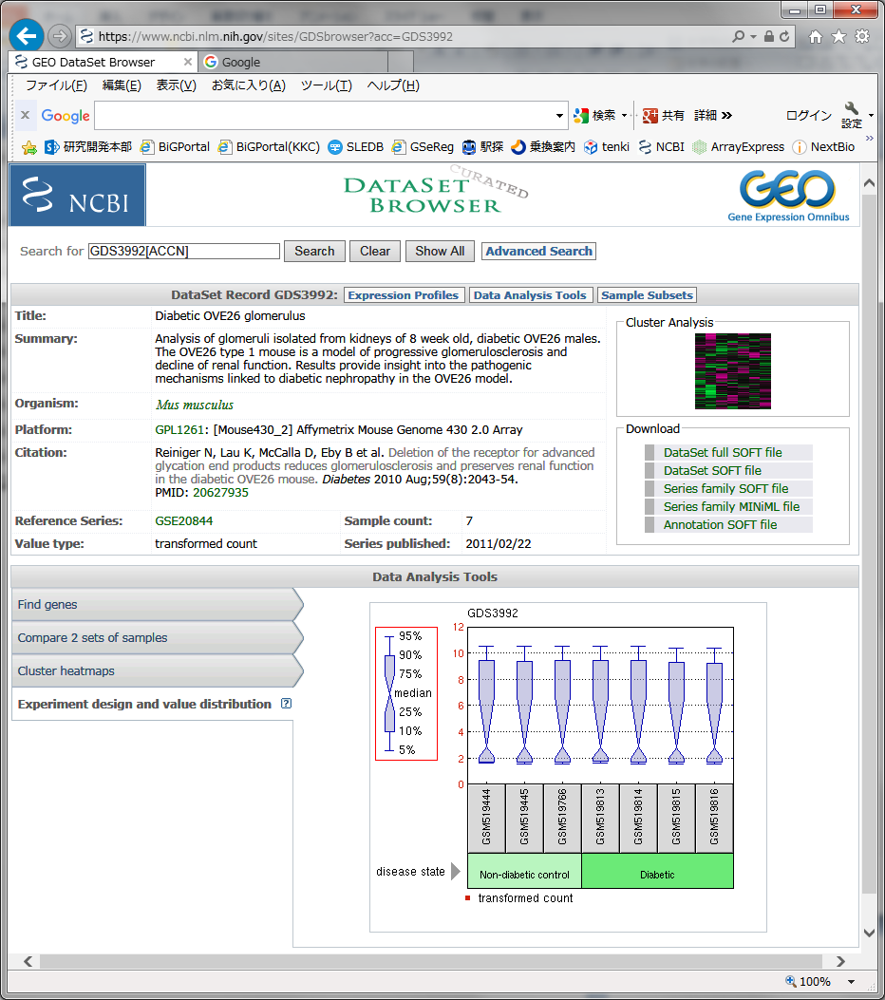 https://www.ncbi.nlm.nih.gov/sites/GDSbrowser?acc=GDS3992
GEO DataSet Browser
Google
ファイル(F) 編集(E) 表示(V) お気に入り(A) ツール(T) ヘルプ(H)
x Google 検索 共有 詳細 » ログイン 設定
研究開発本部 BiGPortal BiGPortal(KKC) SLEDB GSeReg 駅探 乗換案内 tenki NCBI ArrayExpress NextBio »
NCBI
DATASET BROWSER
CURATED
GEO
Gene Expression Omnibus
Search for GDS3992[ACCN] Search Clear Show All Advanced Search
DataSet Record GDS3992: Expression Profiles Data Analysis Tools Sample Subsets
Title: Diabetic OVE26 glomerulus
Summary: Analysis of glomeruli isolated from kidneys of 8 week old, diabetic OVE26 males.
The OVE26 type 1 mouse is a model of progressive glomerulosclerosis and
decline of renal function. Results provide insight into the pathogenic
mechanisms linked to diabetic nephropathy in the OVE26 model.
Organism: Mus musculus
Platform: GPL1261: [Mouse430_2] Affymetrix Mouse Genome 430 2.0 Array
Citation: Reiniger N, Lau K, McCalla D, Eby B et al. Deletion of the receptor for advanced
glycation end products reduces glomerulosclerosis and preserves renal function
in the diabetic OVE26 mouse. Diabetes 2010 Aug;59(8):2043-54.
PMID: 20627935
Reference Series: GSE20844 Sample count: 7
Value type: transformed count Series published: 2011/02/22
Cluster Analysis
Download
DataSet full SOFT file
DataSet SOFT file
Series family SOFT file
Series family MINiML file
Annotation SOFT file
Data Analysis Tools
Find genes
Compare 2 sets of samples
Cluster heatmaps
Experiment design and value distribution ?
GDS3992
95%
90%
75%
median
25%
10%
5%
12
10
8
6
4
2
0
GSM519444
GSM519445
GSM519766
GSM519813
GSM519814
GSM519815
GSM519816
disease state Non-diabetic control Diabetic
transformed count
100%